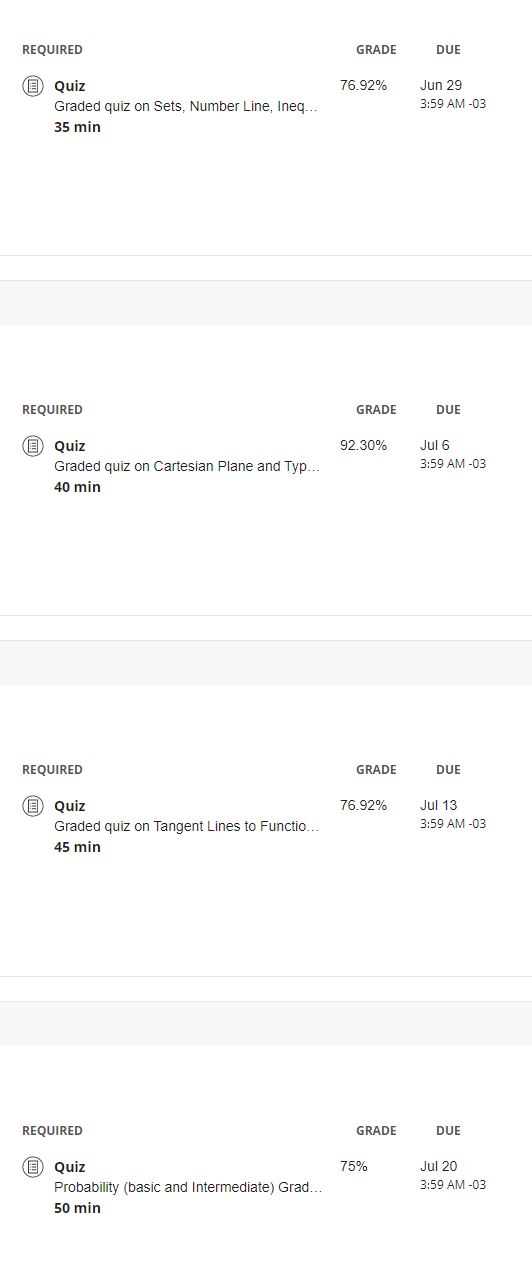 REQUIRED GRADE DUE
Quiz 76.92% Jun 29
Graded quiz on Sets, Number Line, Ineq... 3:59 AM -03
35 min
REQUIRED GRADE DUE
Quiz 92.30% Jul 6
Graded quiz on Cartesian Plane and Typ... 3:59 AM -03
40 min
REQUIRED GRADE DUE
Quiz 76.92% Jul 13
Graded quiz on Tangent Lines to Functio... 3:59 AM -03
45 min
REQUIRED GRADE DUE
Quiz 75% Jul 20
Probability (basic and Intermediate) Grad... 3:59 AM -03
50 min